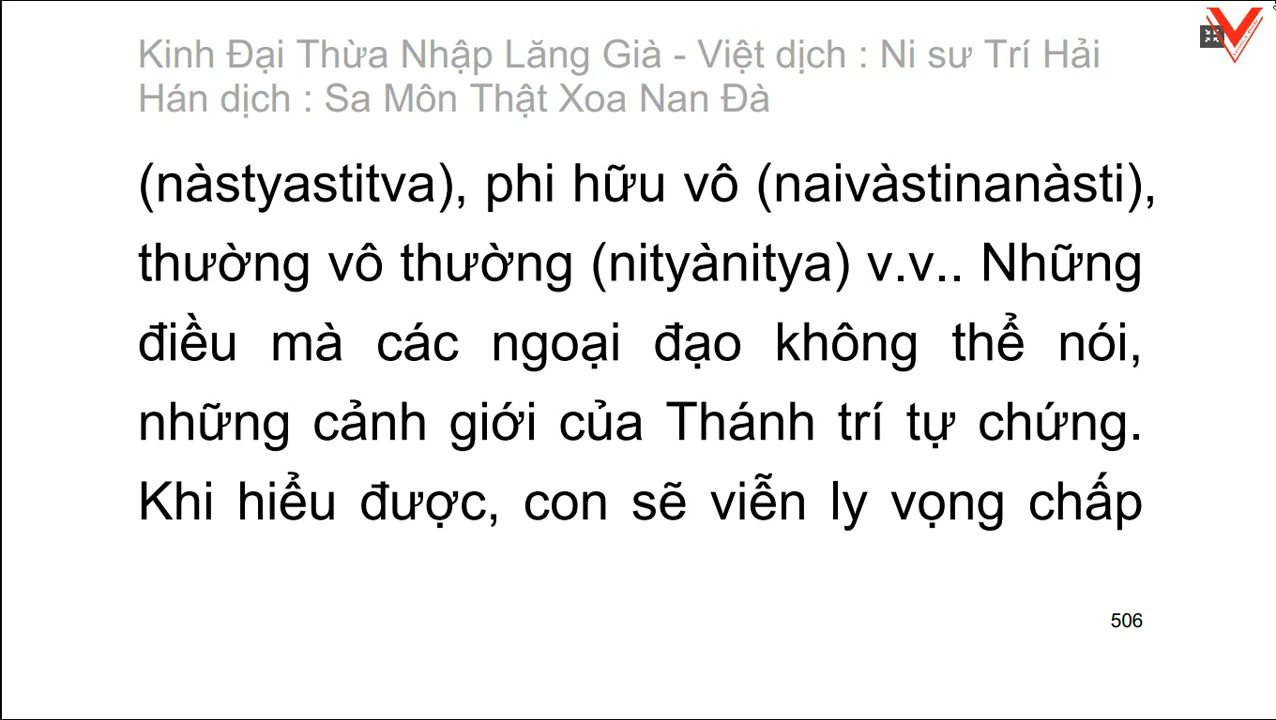 Kinh Đại Thừa Nhập Lăng Già - Việt dịch : Ni sư Trí Hải
Hán dịch : Sa Môn Thật Xoa Nan Đà
(nàstyastitva), phi hữu vô (naivàstinanàsti),
thường vô thường (nityànitya) v.v.. Những
điều mà các ngoại đạo không thể nói,
những cảnh giới của Thánh trí tự chứng.
Khi hiểu được, con sẽ viễn ly vọng chấp
506